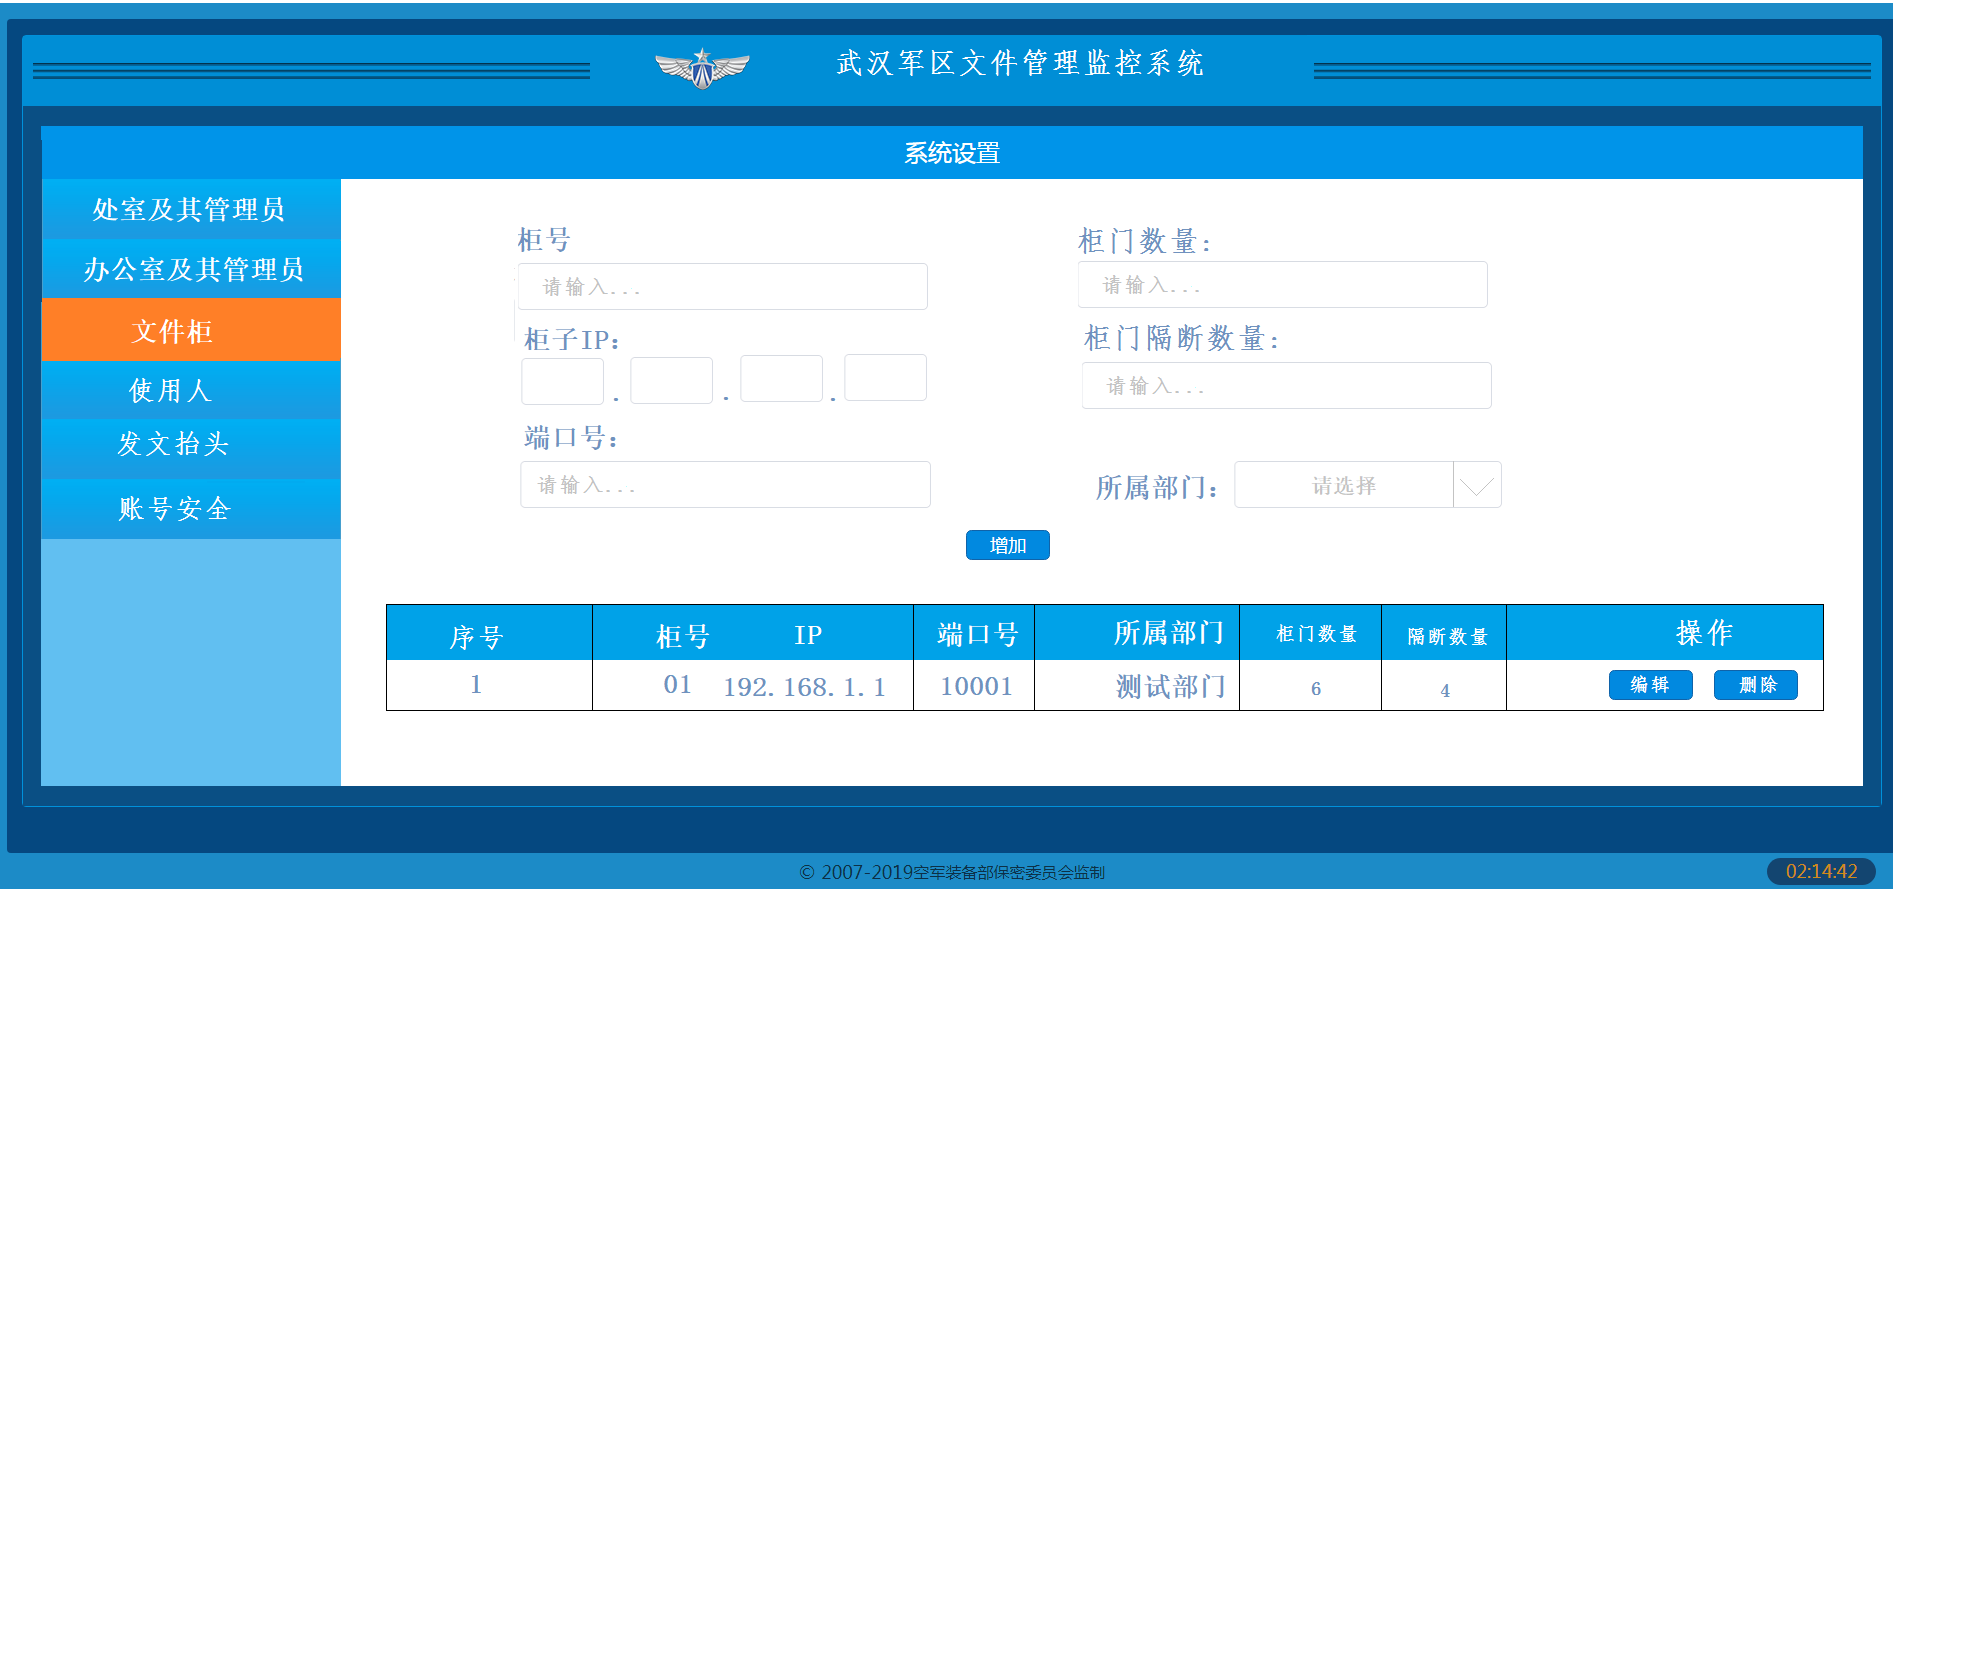 武汉军区文件管理监控系统
系统设置
处室及其管理员
办公室及其管理员
文件柜
使用人
发文抬头
账号安全
柜号
请输入...
柜门数量：
请输入...
柜子IP：
. . .
柜门隔断数量：
请输入...
端口号：
请输入...
所属部门：
请选择
增加
序号 柜号 IP 端口号 所属部门 柜门数量 隔断数量 操作
1 01 192.168.1.1 10001 测试部门 6 4 编辑 删除
© 2007-2019空军装备部保密委员会监制
02:14:42